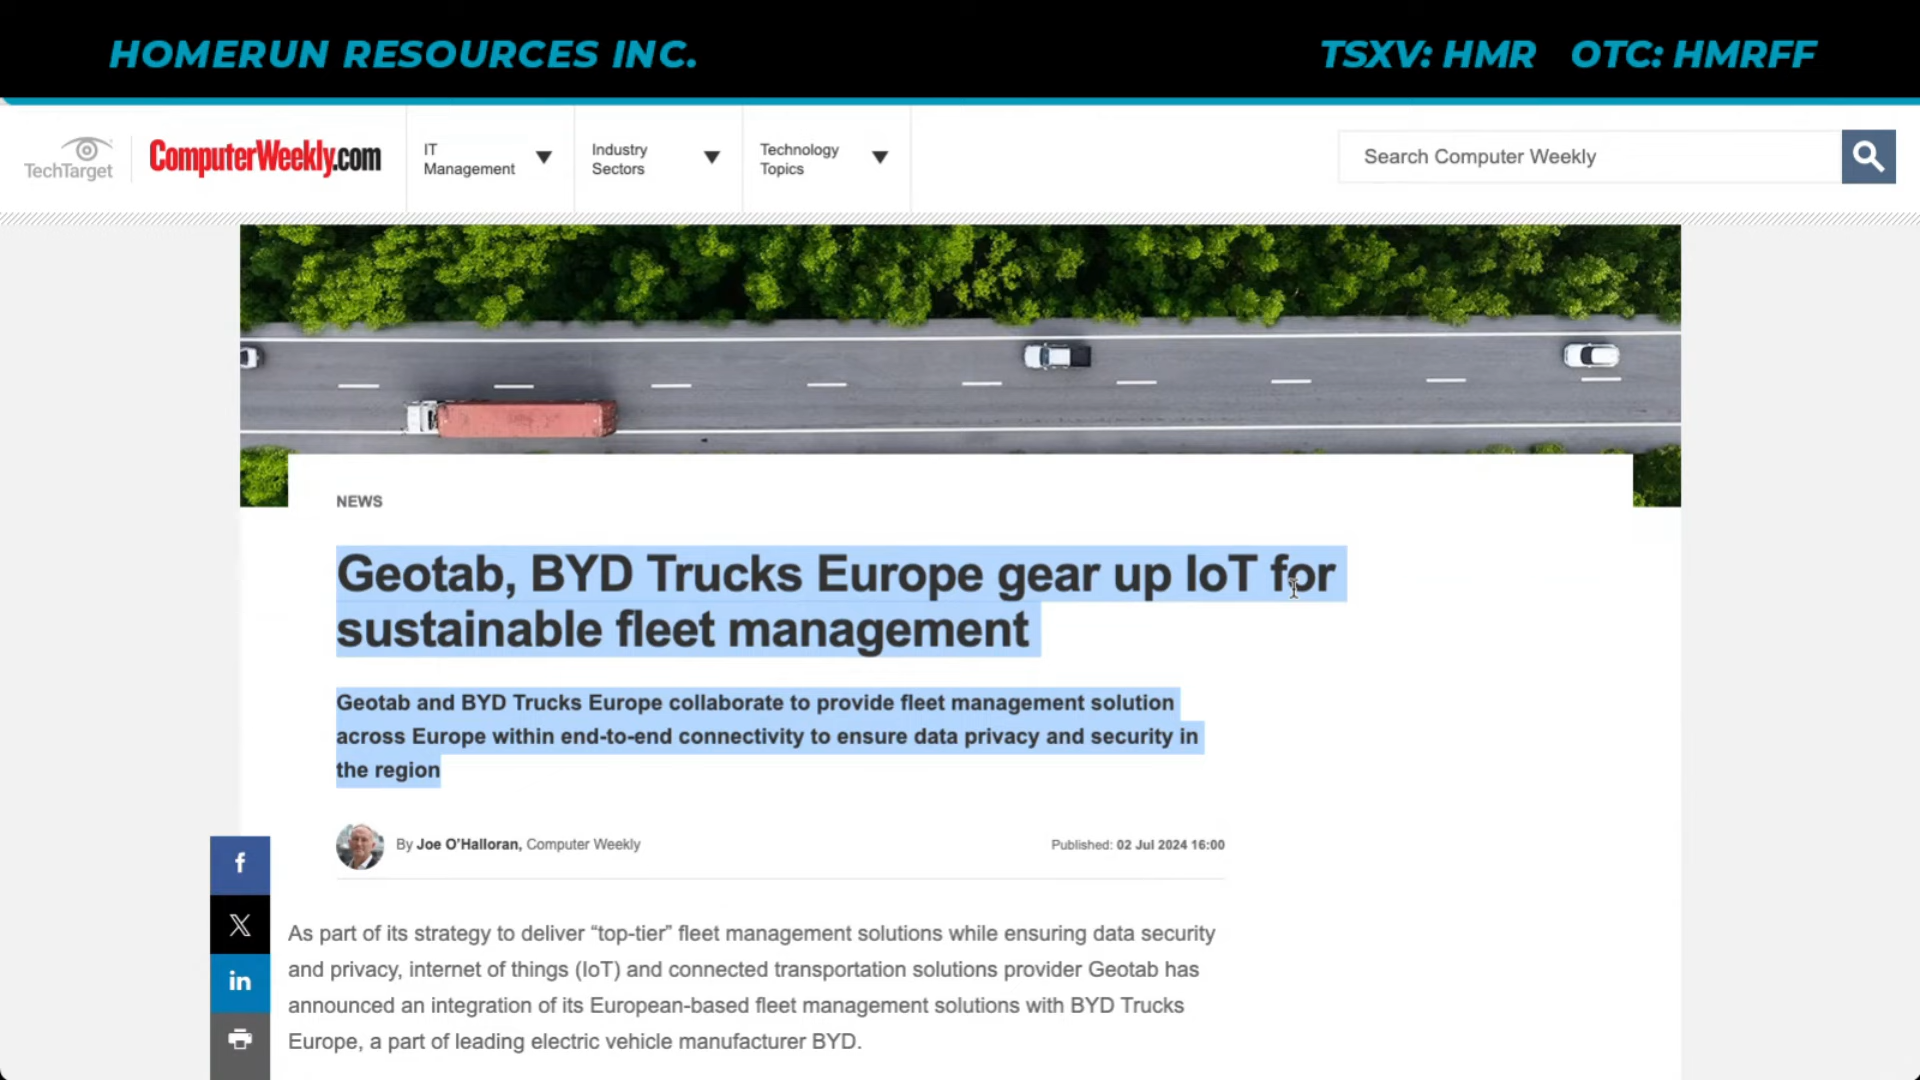 HOMERUN RESOURCES INC.
TSXV: HMR OTC: HMRFF
TechTarget
ComputerWeekly.com
IT
Management
Industry
Sectors
Technology
Topics
Search Computer Weekly
NEWS
Geotab, BYD Trucks Europe gear up IoT for
sustainable fleet management
Geotab and BYD Trucks Europe collaborate to provide fleet management solution
across Europe within end-to-end connectivity to ensure data privacy and security in
the region
By Joe O’Halloran, Computer Weekly
Published: 02 Jul 2024 16:00
f
X
in
As part of its strategy to deliver “top-tier” fleet management solutions while ensuring data security
and privacy, internet of things (IoT) and connected transportation solutions provider Geotab has
announced an integration of its European-based fleet management solutions with BYD Trucks
Europe, a part of leading electric vehicle manufacturer BYD.